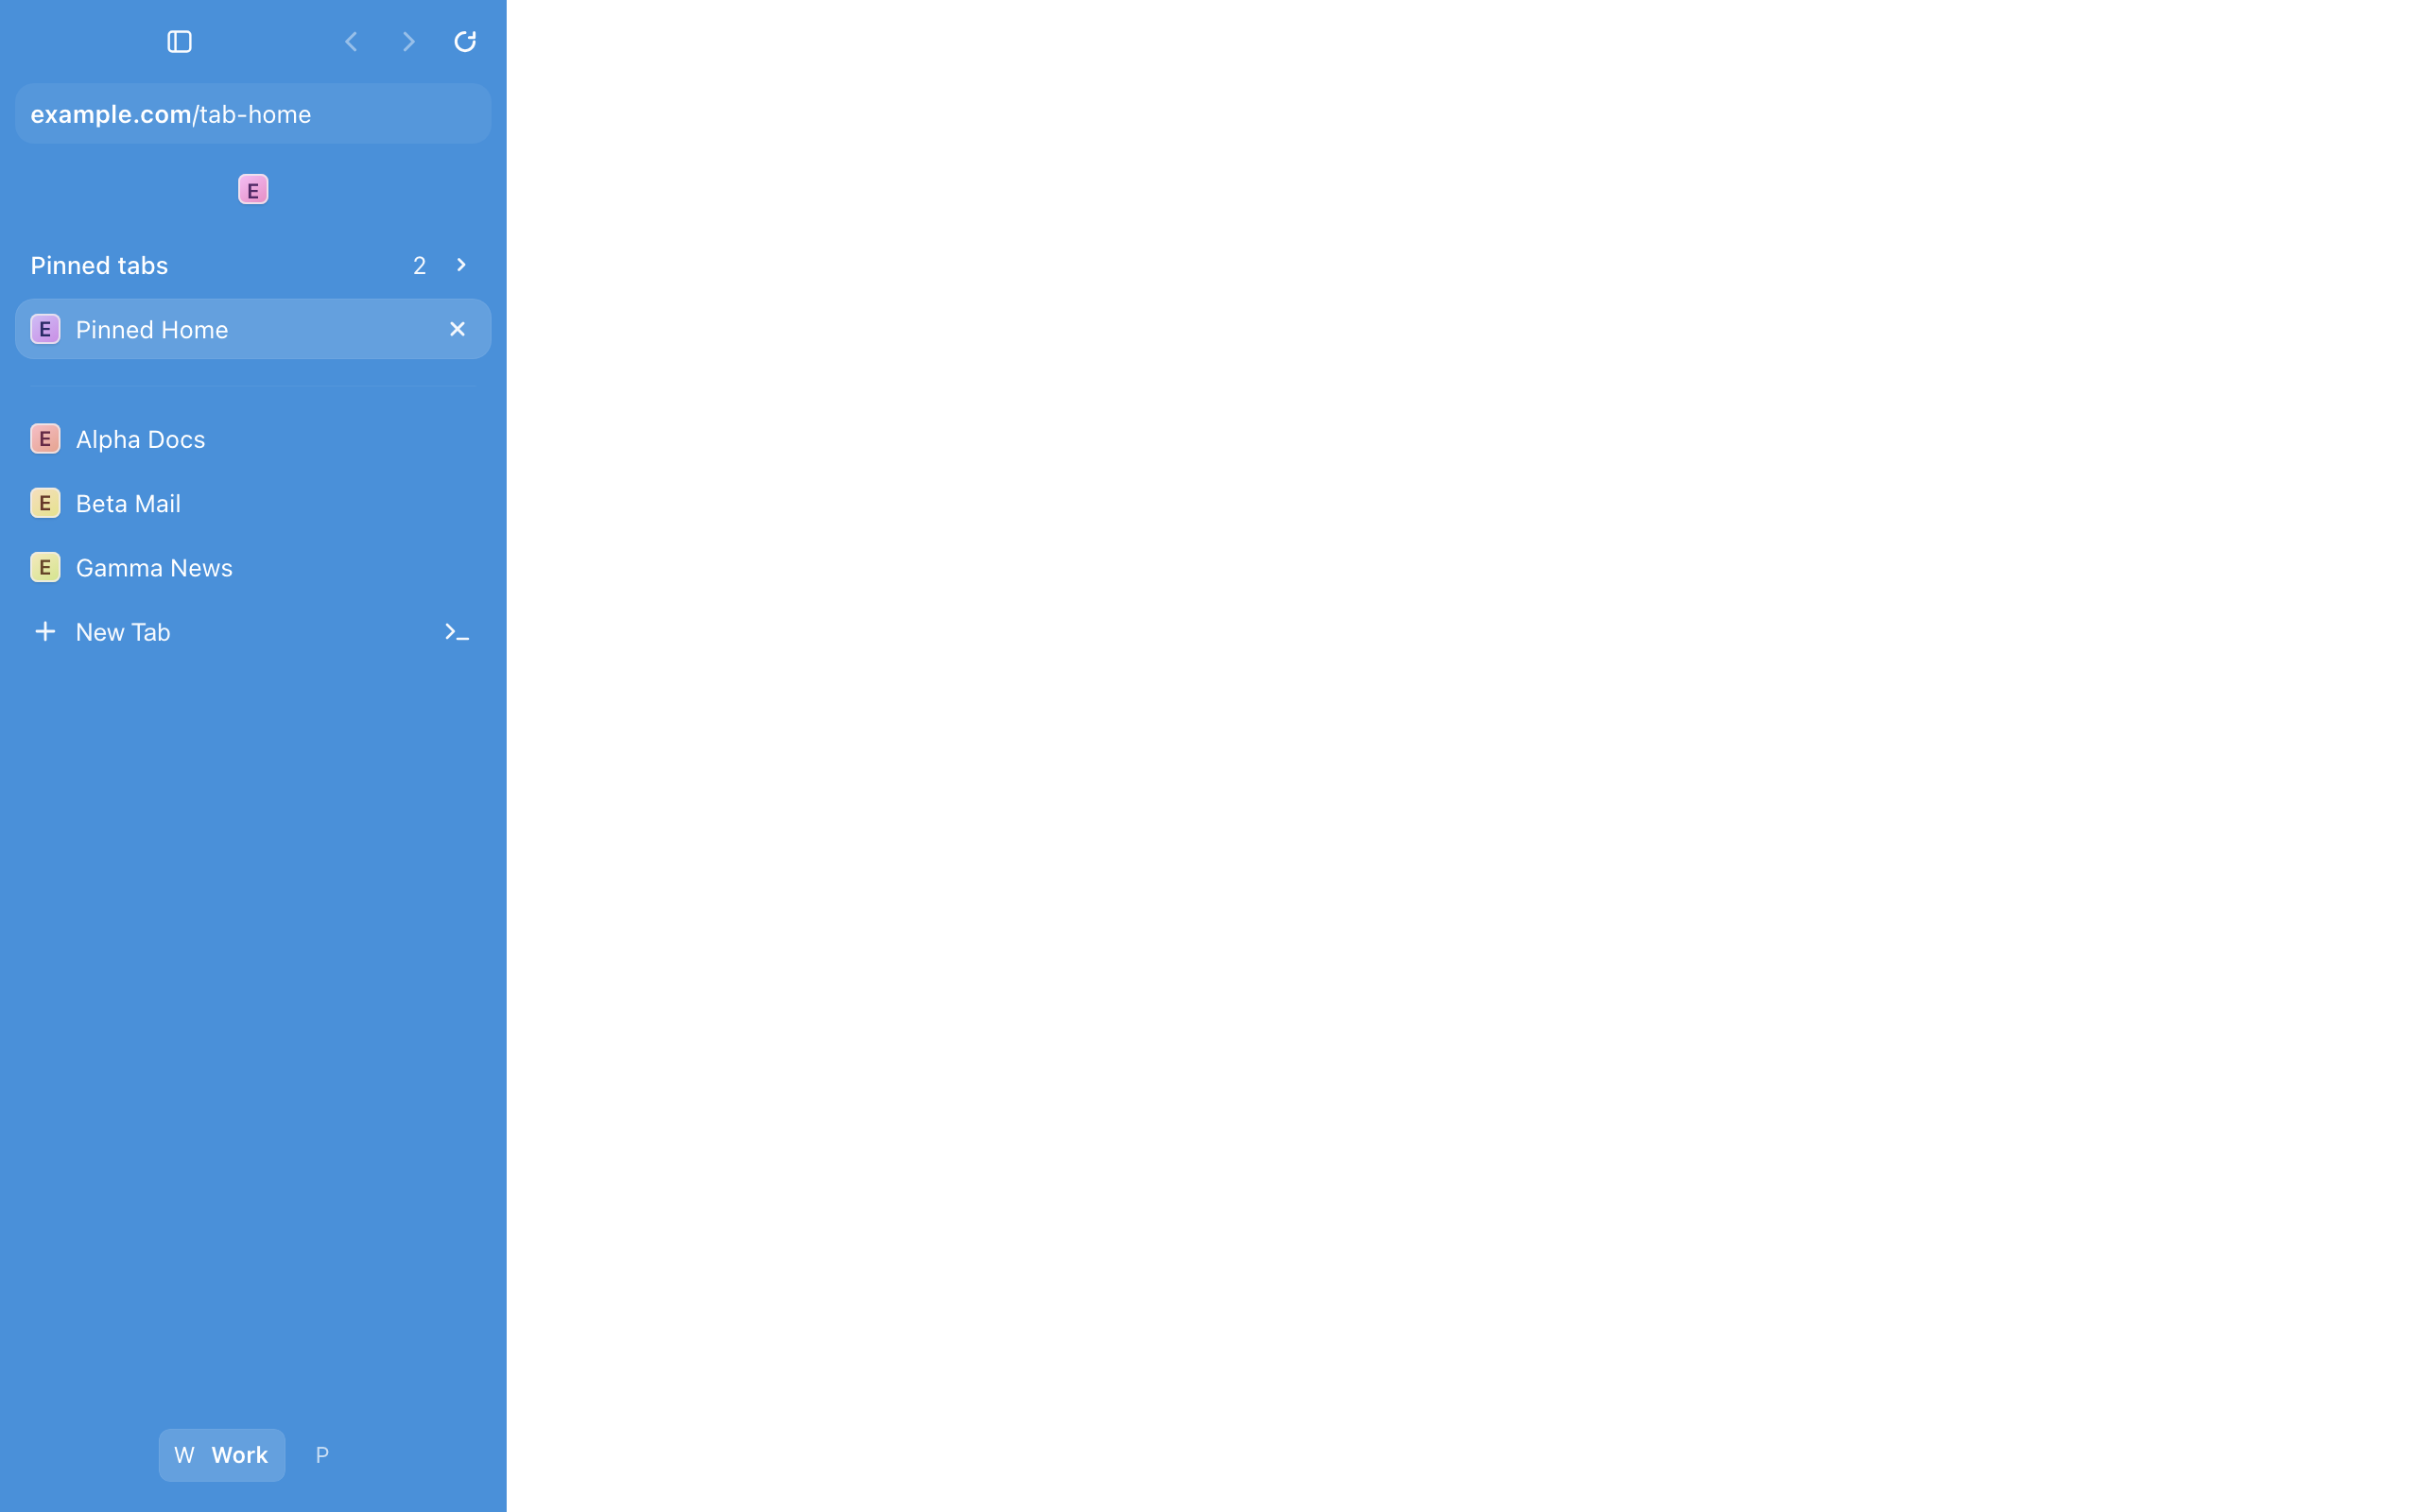 example.com/tab-home
E
Pinned tabs 2
E Pinned Home
E Alpha Docs
E Beta Mail
E Gamma News
New Tab
W Work P